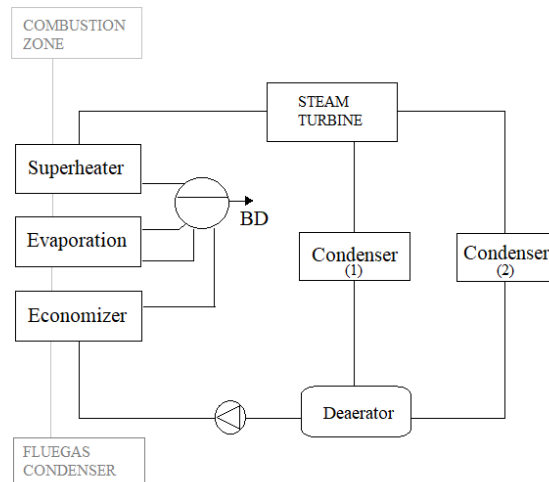 COMBUSTION
ZONE
STEAM
TURBINE
Superheater
BD
Evaporation
Condenser
(1)
Condenser
(2)
Economizer
Deaerator
FLUEGAS
CONDENSER